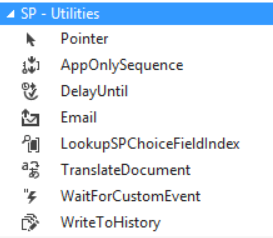 SP - Utilities
Pointer
AppOnlySequence
DelayUntil
Email
LookupSPChoiceFieldIndex
TranslateDocument
WaitForCustomEvent
WriteToHistory